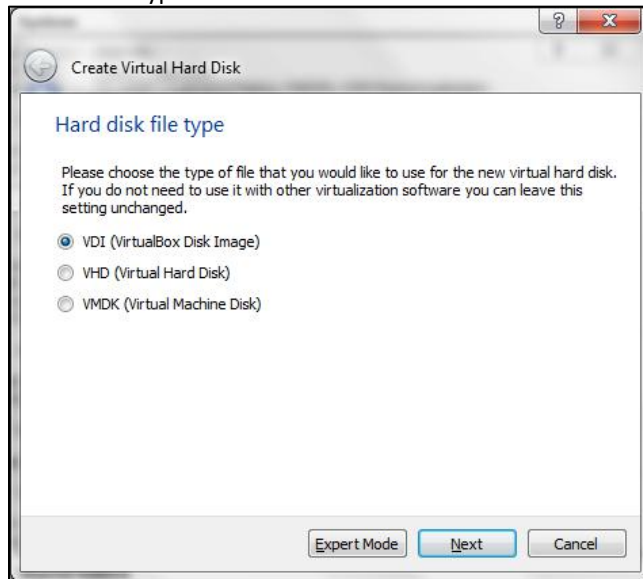 Create Virtual Hard Disk
Hard disk file type
Please choose the type of file that you would like to use for the new virtual hard disk.
If you do not need to use it with other virtualization software you can leave this
setting unchanged.
VDI (VirtualBox Disk Image)
VHD (Virtual Hard Disk)
VMDK (Virtual Machine Disk)
Expert Mode Next Cancel